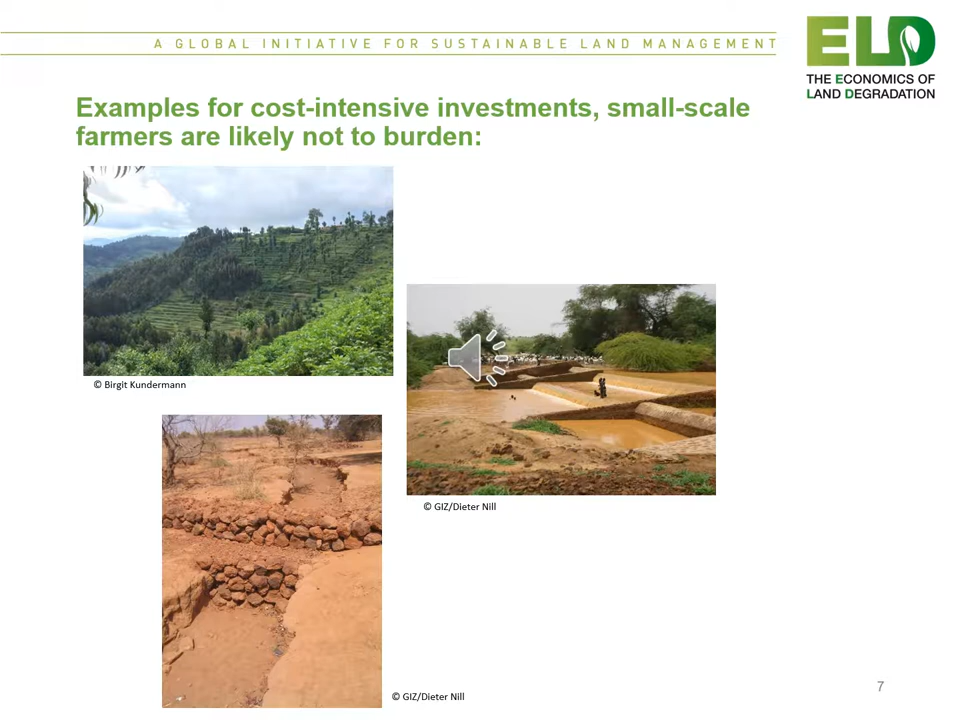 A GLOBAL INITIATIVE FOR SUSTAINABLE LAND MANAGEMENT
ELD
THE ECONOMICS OF
LAND DEGRADATION
Examples for cost-intensive investments, small-scale
farmers are likely not to burden:
© Birgit Kundermann
© GIZ/Dieter Nill
© GIZ/Dieter Nill
7